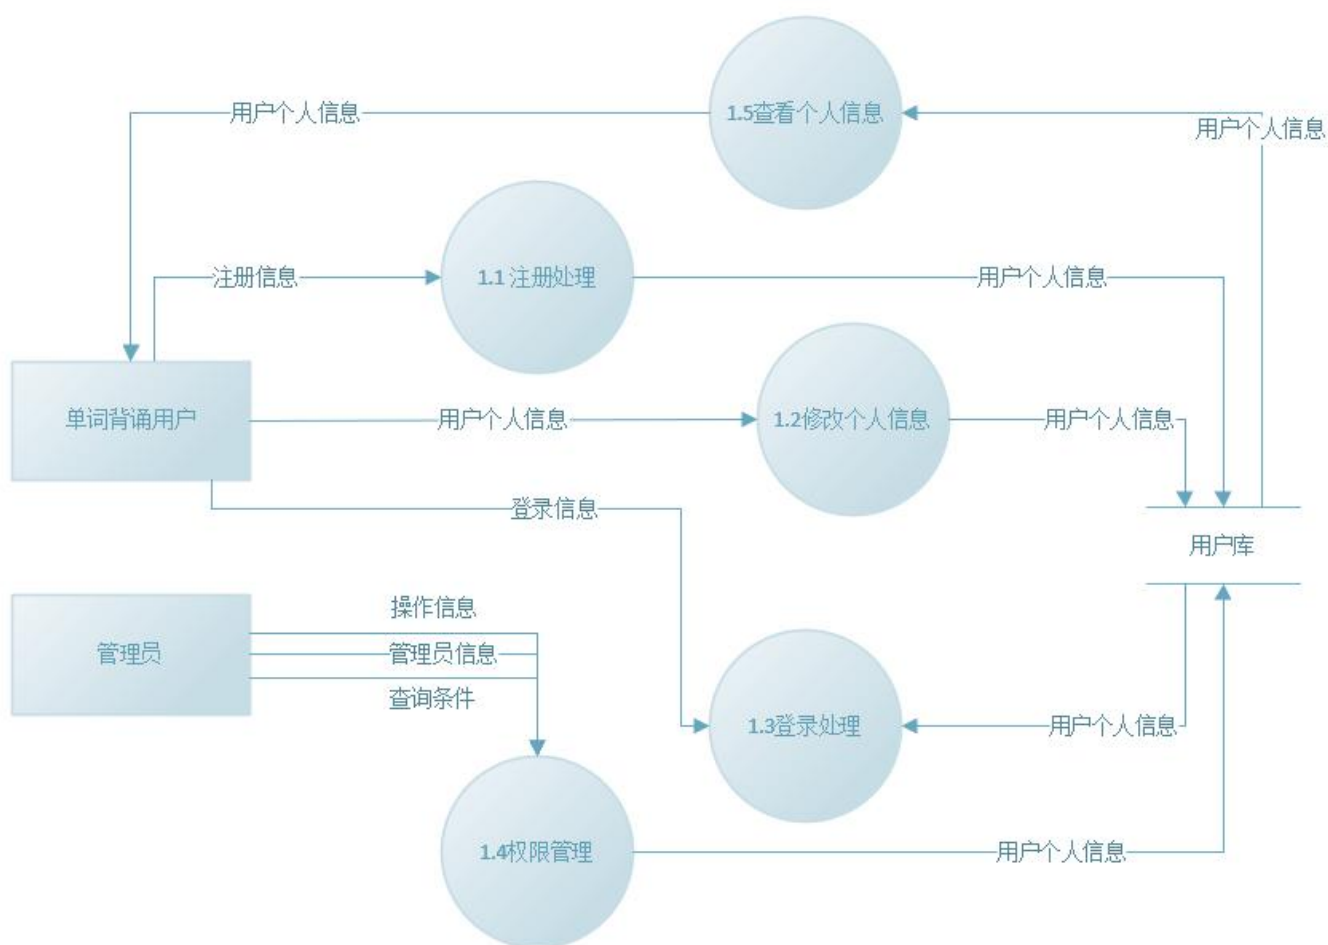 用户个人信息
1.5查看个人信息
用户个人信息
注册信息
1.1 注册处理
用户个人信息
单词背诵用户
用户个人信息
1.2修改个人信息
用户个人信息
登录信息
用户库
操作信息
管理员
管理员信息
查询条件
1.3登录处理
用户个人信息
1.4权限管理
用户个人信息